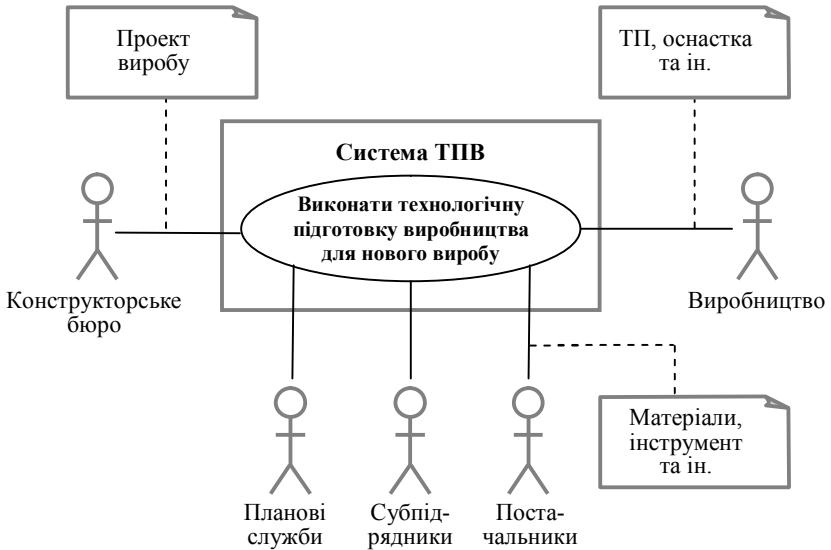 Проект
виробу
ТП, оснастка
та ін.
Система ТПВ
Виконати технологічну
підготовку виробництва
для нового виробу
Конструкторське
бюро
Виробництво
Матеріали,
інструмент
та ін.
Планові
служби
Субпід-
рядники
Поста-
чальники